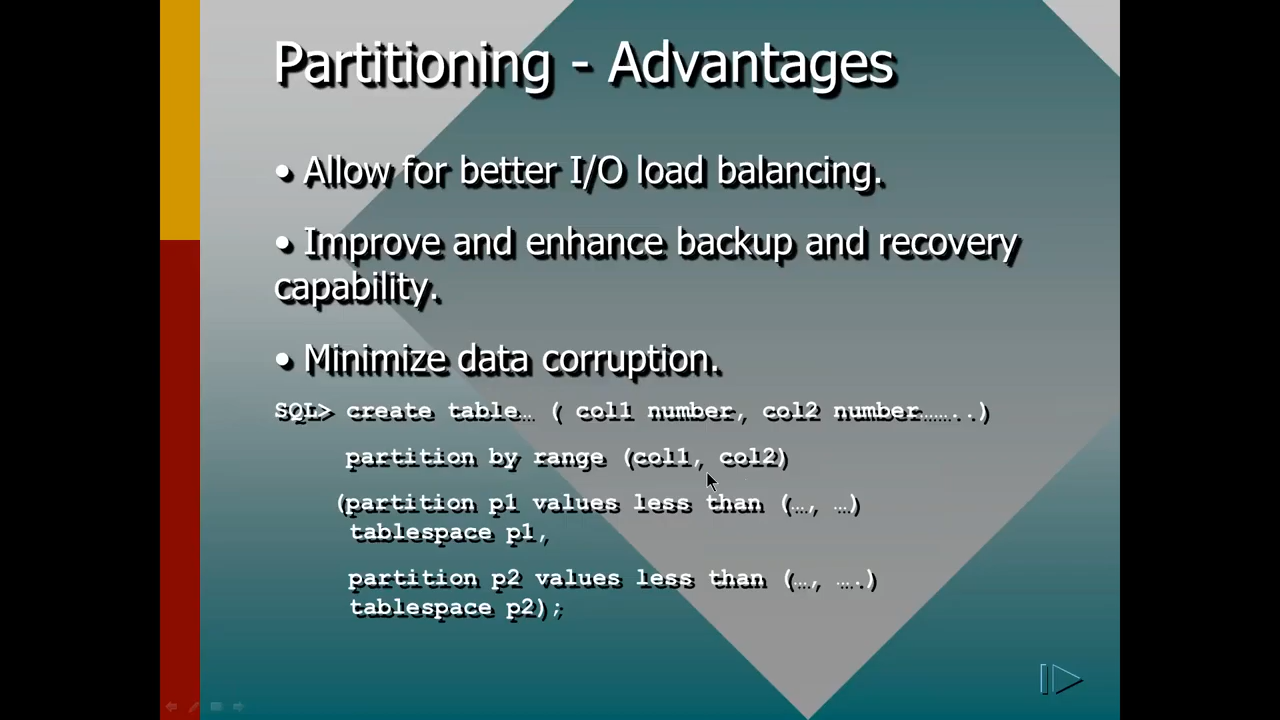 Partitioning - Advantages
• Allow for better I/O load balancing.
• Improve and enhance backup and recovery
capability.
• Minimize data corruption.
SQL> create table… ( col1 number, col2 number……..)
partition by range (col1, col2)
(partition p1 values less than (…, …)
tablespace p1,
partition p2 values less than (…, ….)
tablespace p2);